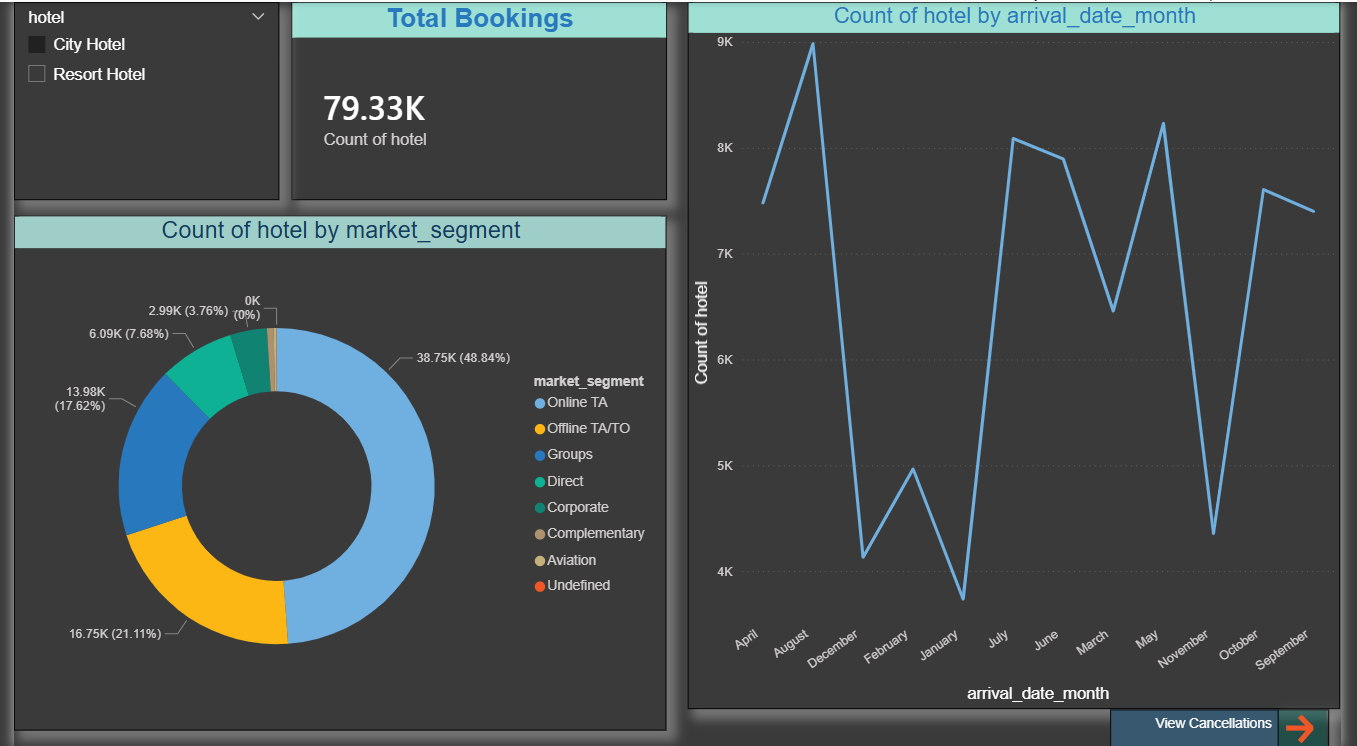 hotel
City Hotel
Resort Hotel
Total Bookings
79.33K
Count of hotel
Count of hotel by market_segment
0K
(0%)
2.99K (3.76%)
6.09K (7.68%)
13.98K
(17.62%)
16.75K (21.11%)
38.75K (48.84%)
market_segment
Online TA
Offline TA/TO
Groups
Direct
Corporate
Complementary
Aviation
Undefined
Count of hotel by arrival_date_month
9K
8K
7K
6K
5K
4K
Count of hotel
April
August
December
February
January
July
June
March
May
November
October
September
arrival_date_month
View Cancellations